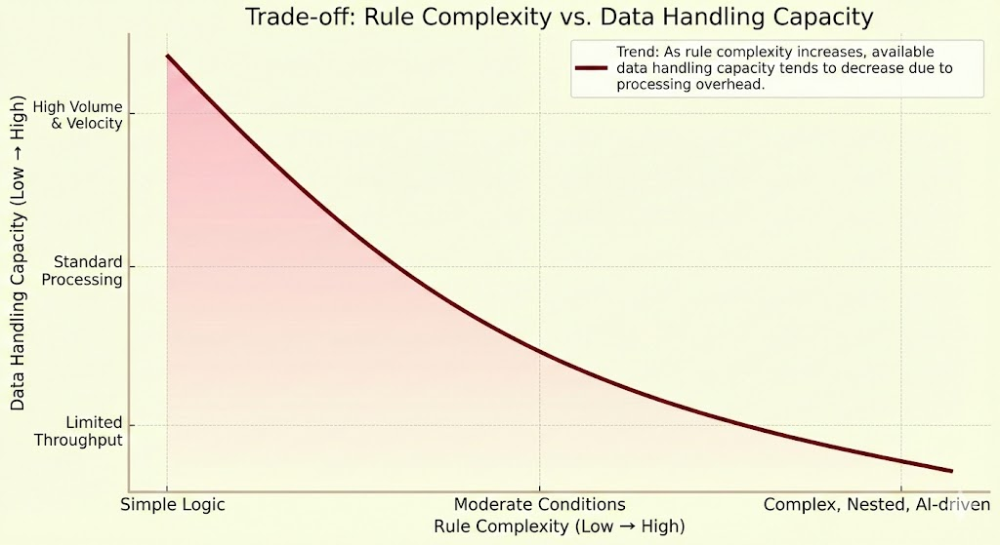 Trade-off: Rule Complexity vs. Data Handling Capacity
Trend: As rule complexity increases, available
data handling capacity tends to decrease due to
processing overhead.
Data Handling Capacity (Low → High)
High Volume
& Velocity
Standard
Processing
Limited
Throughput
Simple Logic
Moderate Conditions
Complex, Nested, AI-driven
Rule Complexity (Low → High)